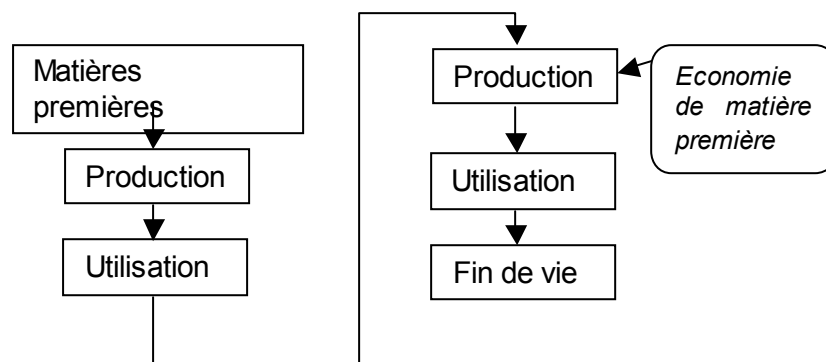 Matières
premières
Production
Utilisation
Production
Utilisation
Fin de vie
Economie
de matière
première